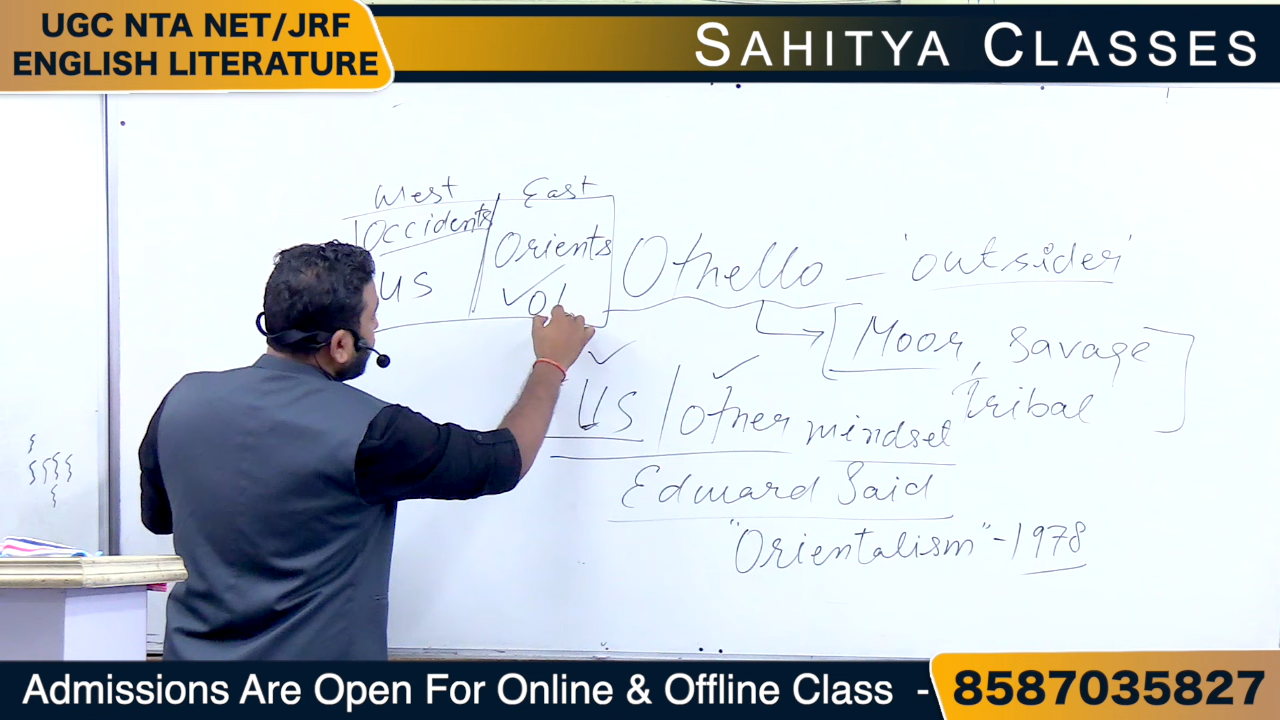 UGC NTA NET/JRF
ENGLISH LITERATURE
SAHITYA CLASSES
West East
Occidents Orients
US
Othello - 'outsider'
Moor, Savage
Tribal
US / other mindset
Edward Said
"Orientalism" - 1978
Admissions Are Open For Online & Offline Class - 8587035827